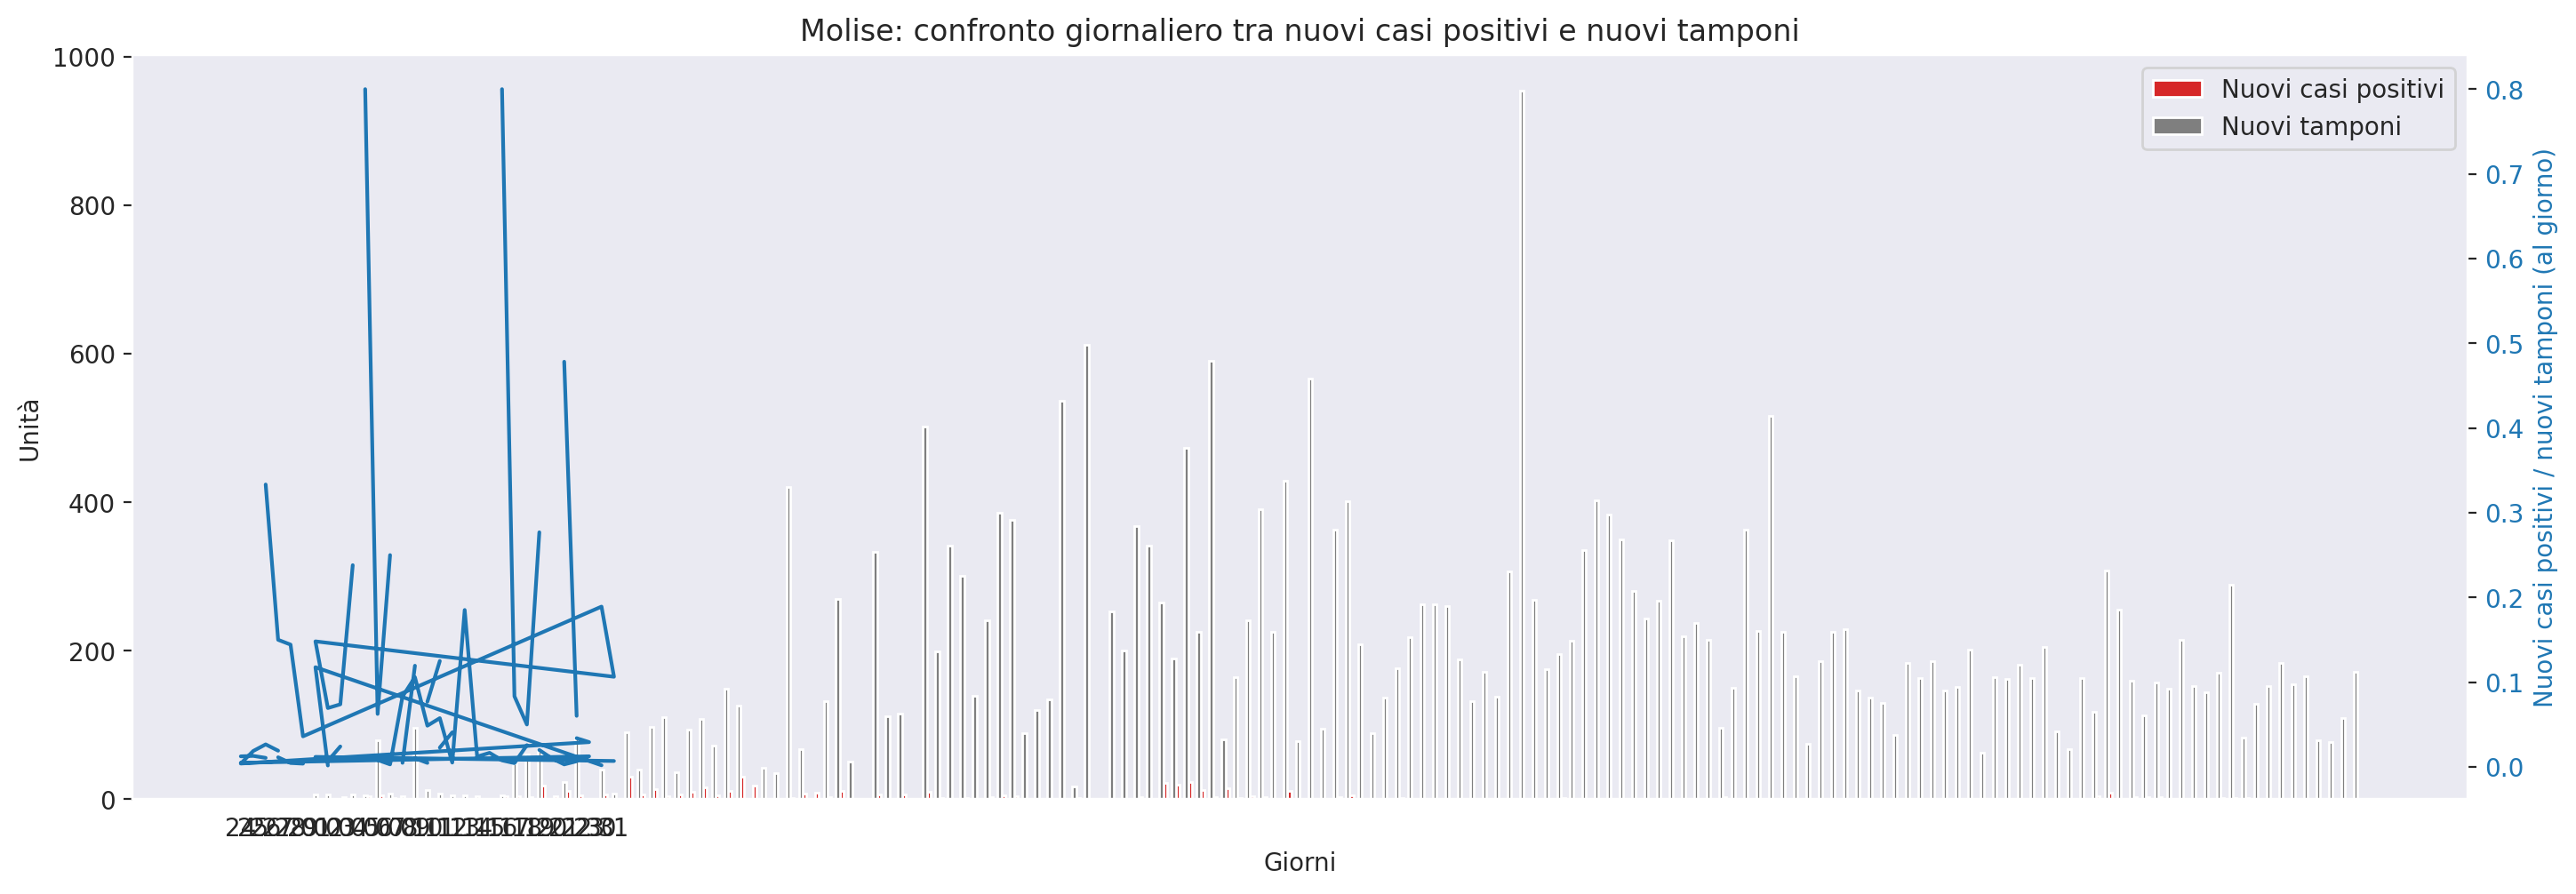 Molise: confronto giornaliero tra nuovi casi positivi e nuovi tamponi
1000
800
600
400
200
0
Unità
Nuovi casi positivi
Nuovi tamponi
0.8
0.7
0.6
0.5
0.4
0.3
0.2
0.1
0.0
Nuovi casi positivi / nuovi tamponi (al giorno)
Giorni